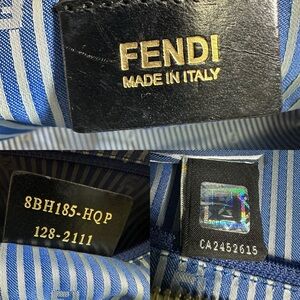 FENDI
MADE IN ITALY
8BH185-HQP
128-2111
CA2452615